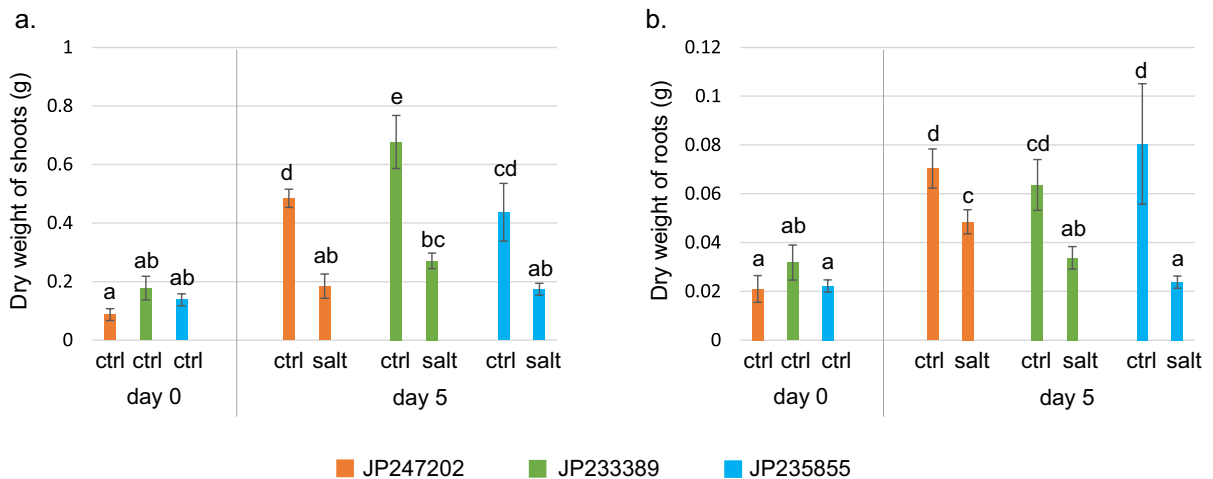 a.
Dry weight of shoots (g)
1
0.8
0.6
0.4
0.2
0
a ab ab d ab e bc cd ab
ctrl ctrl ctrl ctrl salt ctrl salt ctrl salt
day 0 day 5
b.
Dry weight of roots (g)
0.12
0.1
0.08
0.06
0.04
0.02
0
a ab a d c cd ab d a
ctrl ctrl ctrl ctrl salt ctrl salt ctrl salt
day 0 day 5
JP247202 JP233389 JP235855